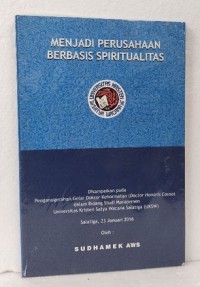 MENJADI PERUSAHAAN
BERBASIS SPIRITUALITAS
Disampaikan pada
Penganugerahan Gelar Doktor Kehormatan (Doctor Honoris Causa)
dalam Bidang Studi Manajemen
Universitas Kristen Satya Wacana Salatiga (UKSW)
Salatiga, 23 Januari 2016
Oleh :
SUDHAMEK AWS